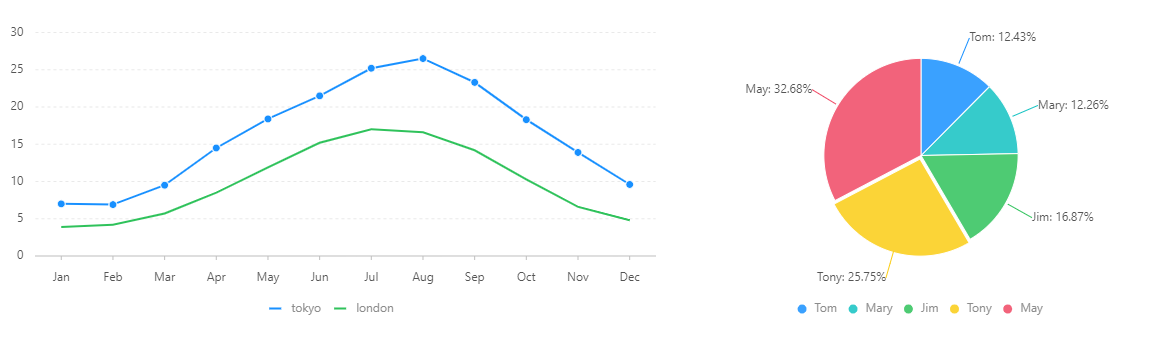 30
25
20
15
10
5
0
Jan Feb Mar Apr May Jun Jul Aug Sep Oct Nov Dec
tokyo london
Tom: 12.43%
May: 32.68%
Mary: 12.26%
Jim: 16.87%
Tony: 25.75%
Tom Mary Jim Tony May